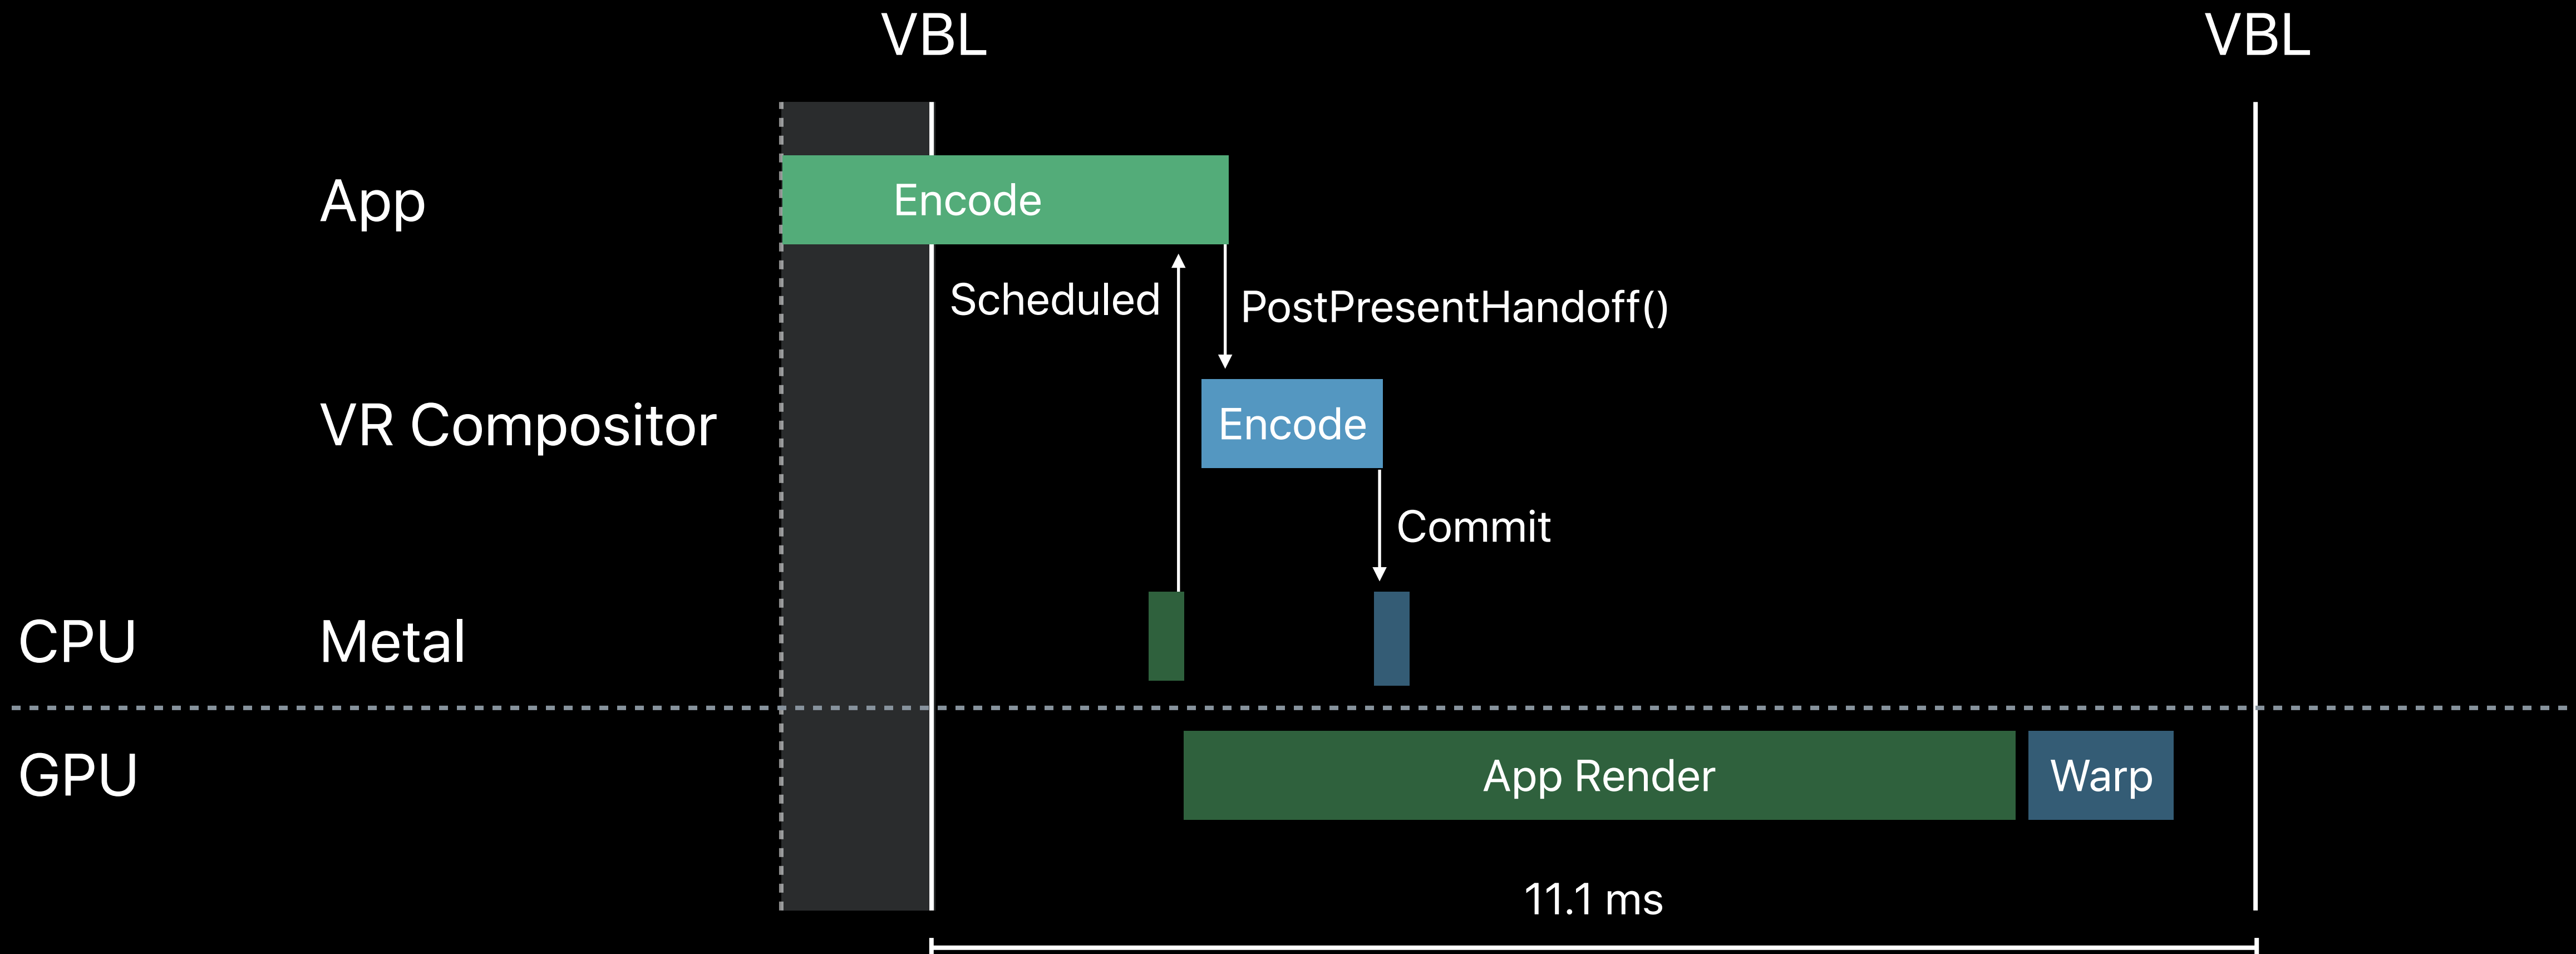 VBL
VBL
App
Encode
Scheduled
PostPresentHandoff()
VR Compositor
Encode
Commit
CPU
Metal
GPU
App Render
Warp
11.1 ms